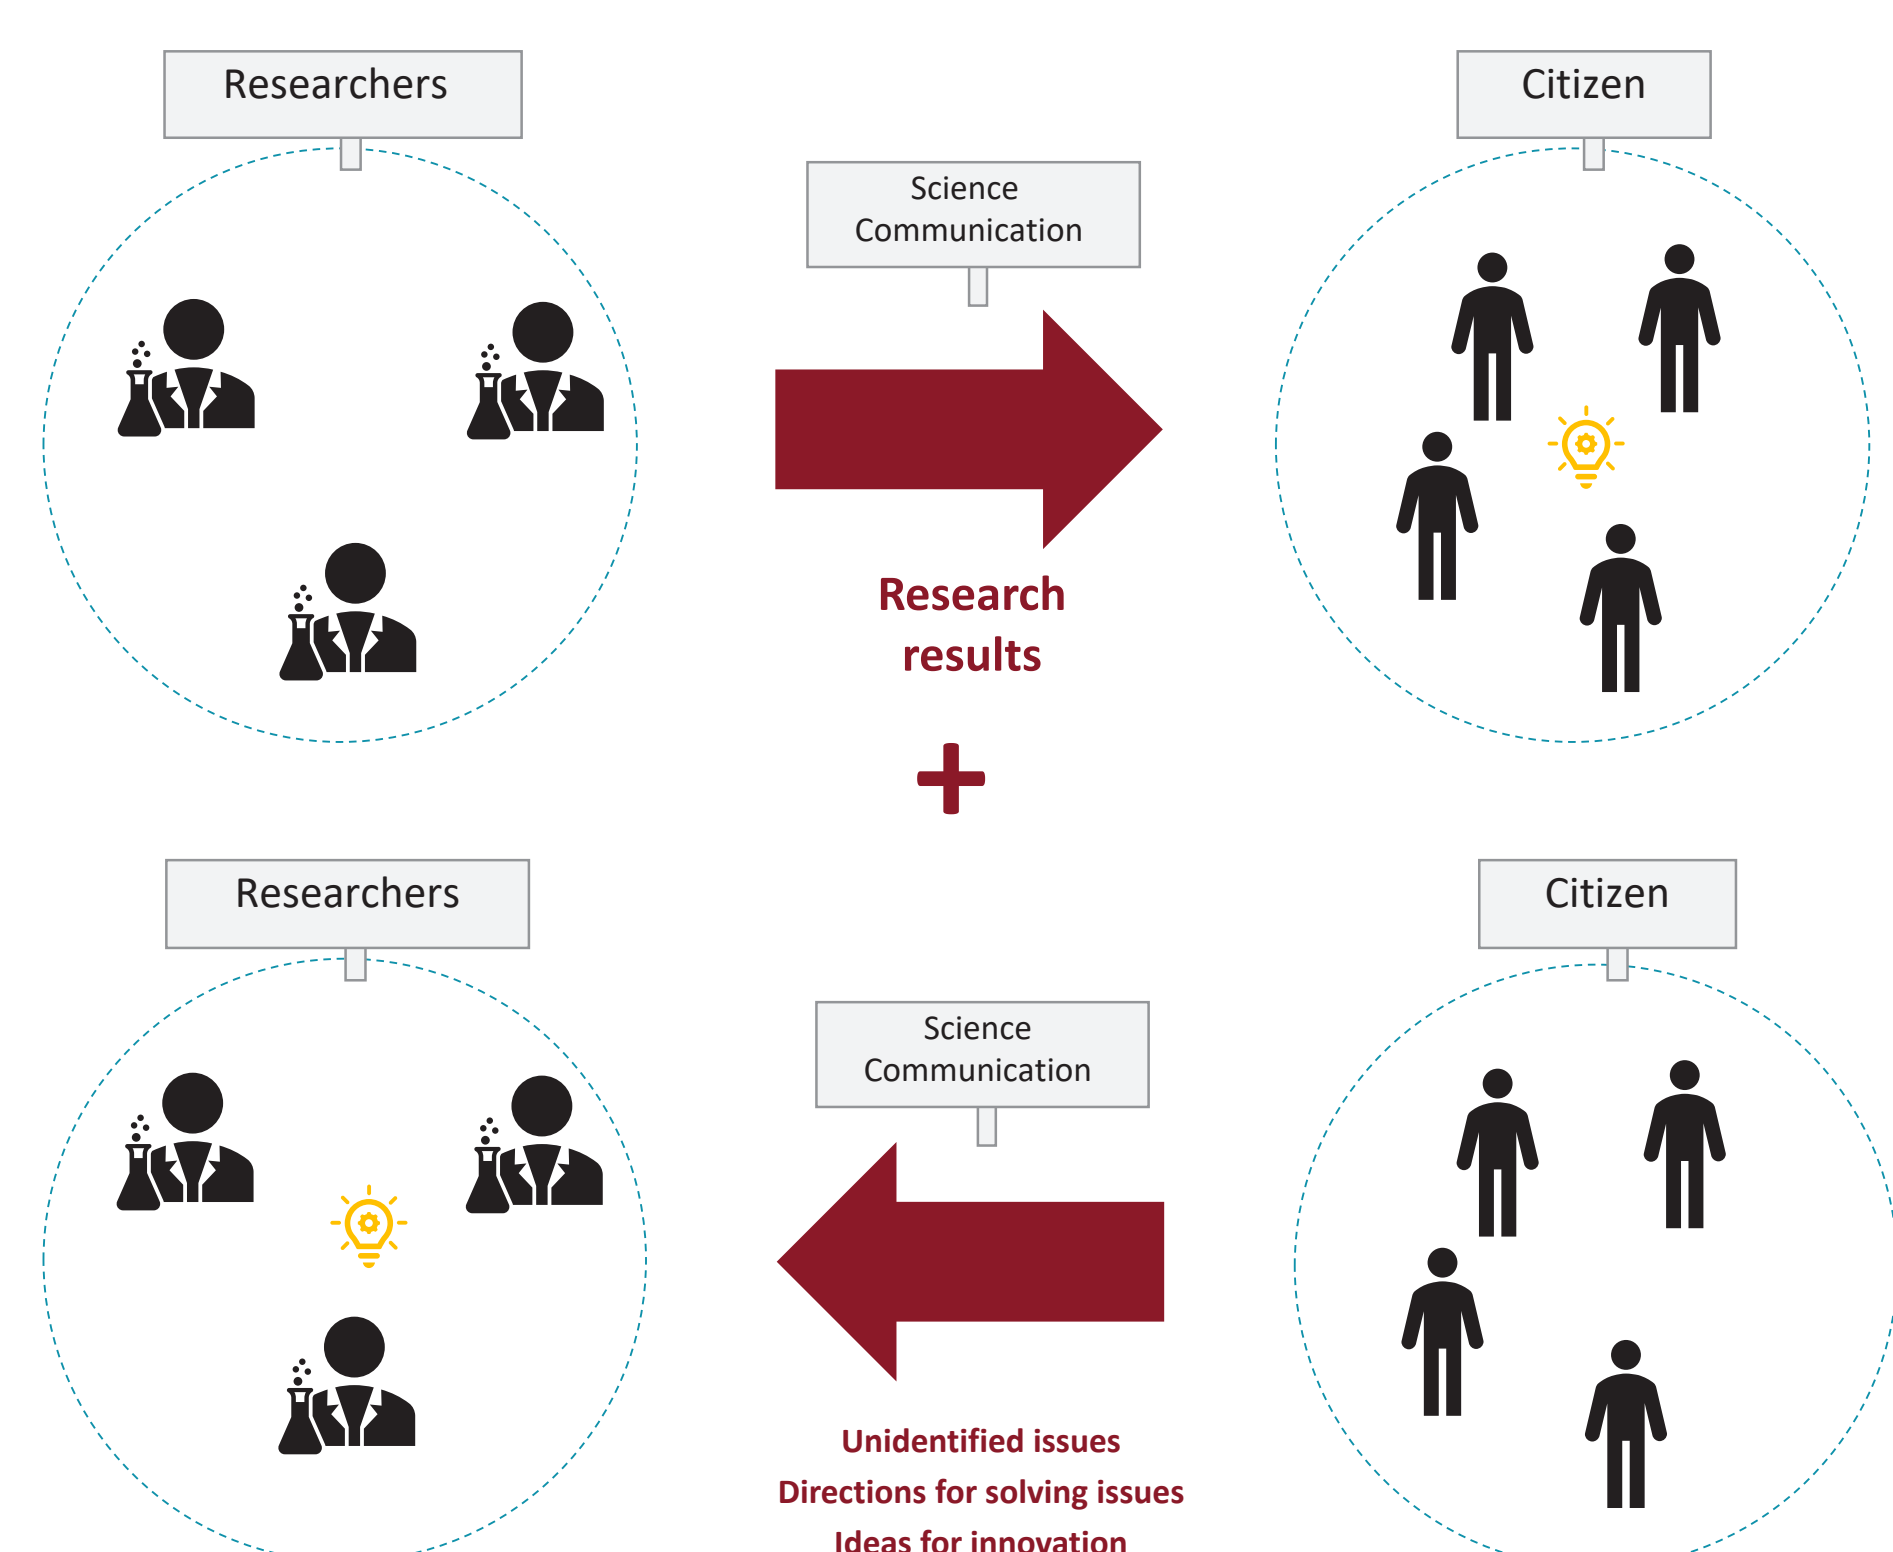 Researchers
Citizen
Science
Communication
Research
results
+
Researchers
Citizen
Science
Communication
Unidentified issues
Directions for solving issues
Ideas for innovation